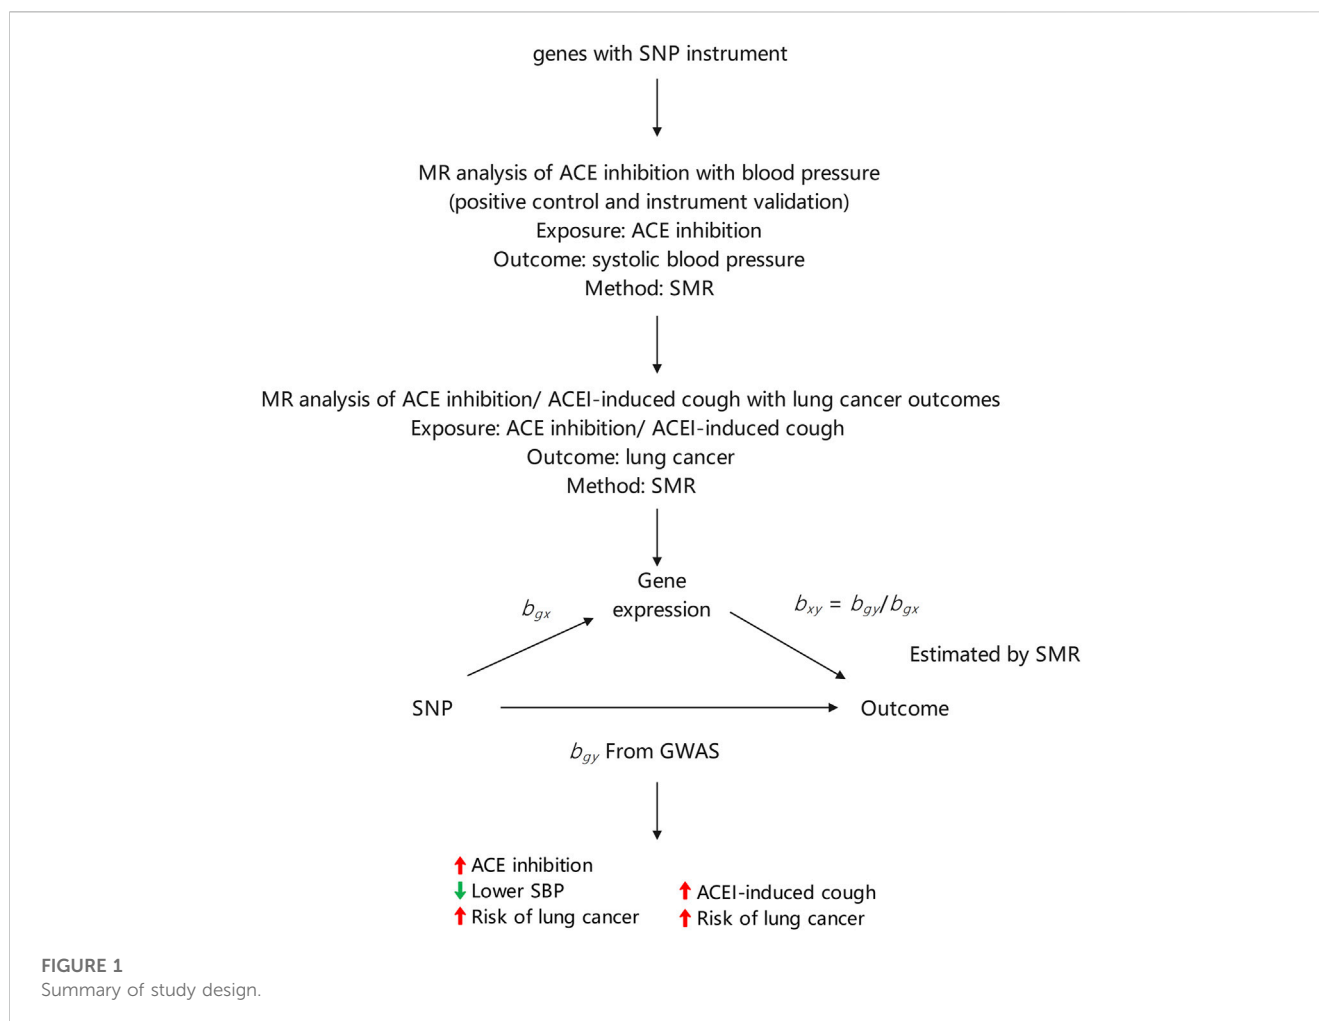 genes with SNP instrument
MR analysis of ACE inhibition with blood pressure
(positive control and instrument validation)
Exposure: ACE inhibition
Outcome: systolic blood pressure
Method: SMR
MR analysis of ACE inhibition/ ACEI-induced cough with lung cancer outcomes
Exposure: ACE inhibition/ ACEI-induced cough
Outcome: lung cancer
Method: SMR
Gene
expression
bgx
bxy = bgy/bgx
Estimated by SMR
SNP
Outcome
bgy From GWAS
ACE inhibition
Lower SBP
Risk of lung cancer
ACEI-induced cough
Risk of lung cancer
FIGURE 1
Summary of study design.